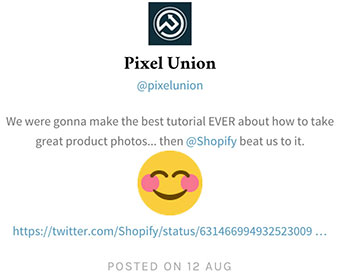 Pixel Union
@pixelunion
We were gonna make the best tutorial EVER about how to take
great product photos... then @Shopify beat us to it.
https://twitter.com/Shopify/status/631466994932523009 ...
POSTED ON 12 AUG